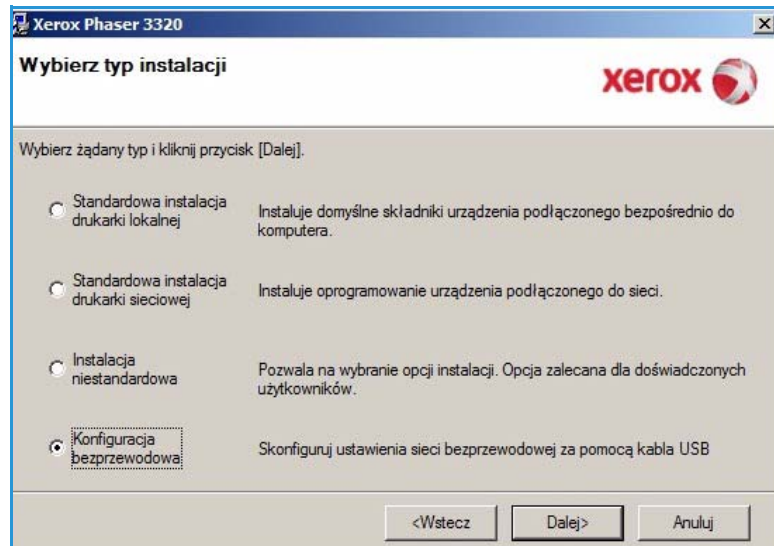 Xerox Phaser 3320
Wybierz typ instalacji
xerox
Wybierz żądany typ i kliknij przycisk [Dalej].
Standardowa instalacja
drukarki lokalnej
Instaluje domyślne składniki urządzenia podłączonego bezpośrednio do
komputera.
Standardowa instalacja
drukarki sieciowej
Instaluje oprogramowanie urządzenia podłączonego do sieci.
Instalacja
niestandardowa
Pozwala na wybranie opcji instalacji. Opcja zalecana dla doświadczonych
użytkowników.
Konfiguracja
bezprzewodowa
Skonfiguruj ustawienia sieci bezprzewodowej za pomocą kabla USB
<Wstecz
Dalej>
Anuluj